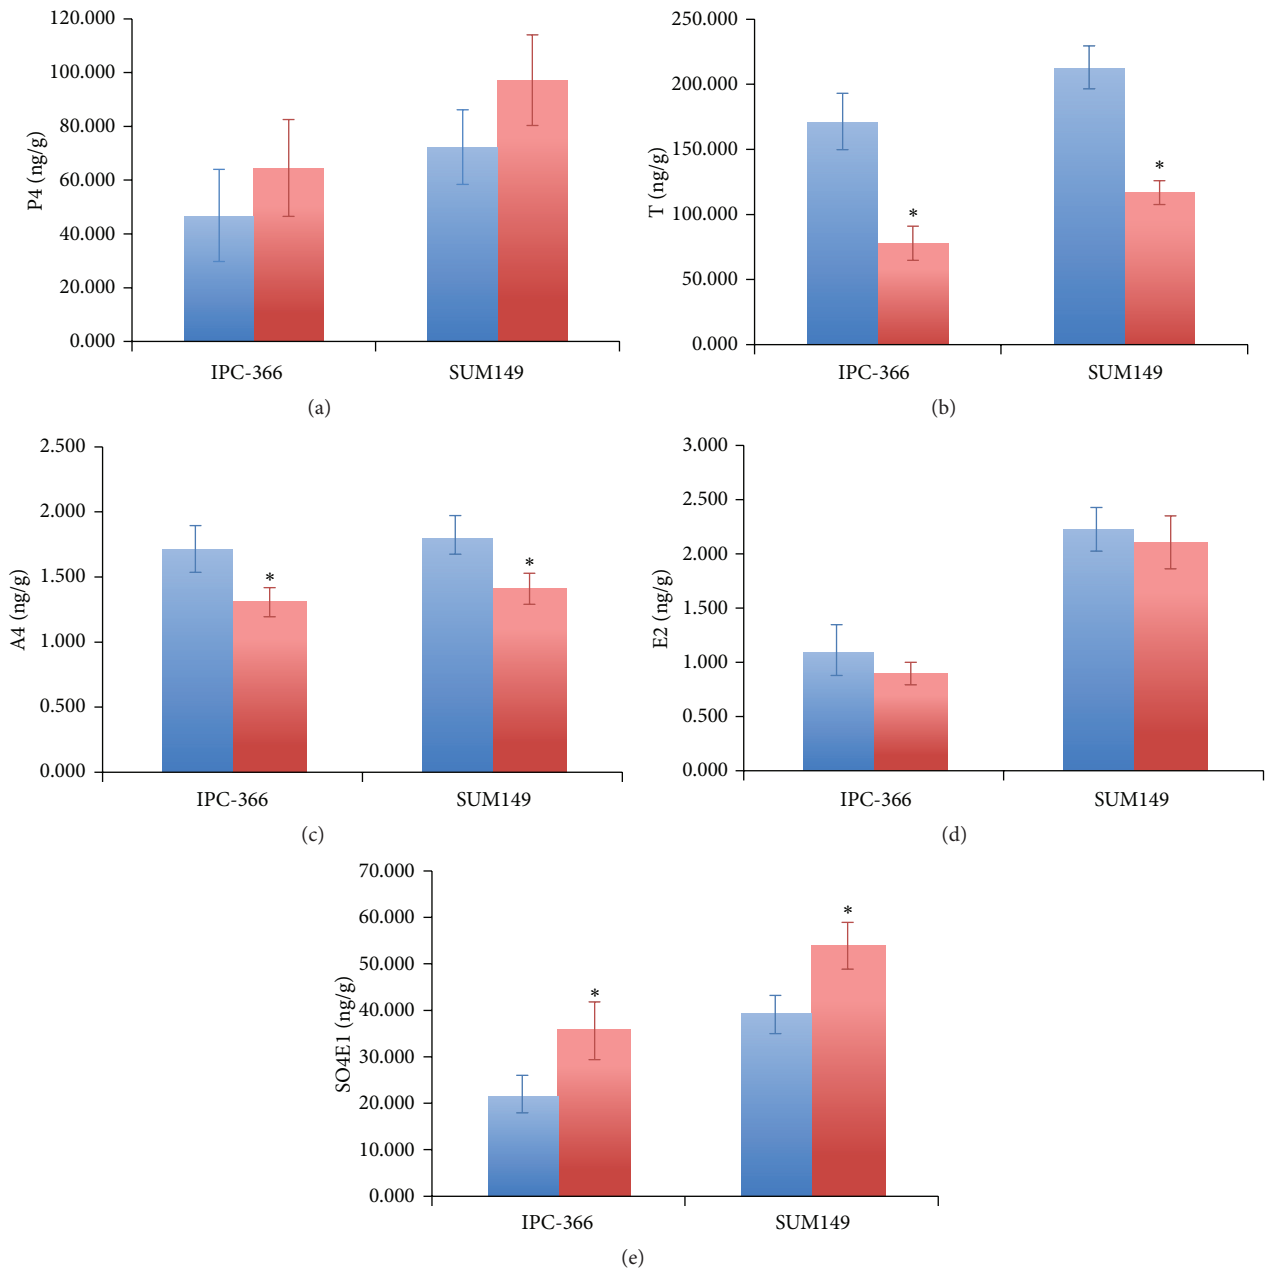 P4 (ng/g)
120.000
100.000
80.000
60.000
40.000
20.000
0.000
IPC-366 SUM149
(a)
T (ng/g)
250.000
200.000
150.000
100.000
50.000
0.000
*
*
IPC-366 SUM149
(b)
A4 (ng/g)
2.500
2.000
1.500
1.000
0.500
0.000
*
*
IPC-366 SUM149
(c)
E2 (ng/g)
3.000
2.500
2.000
1.500
1.000
0.500
0.000
IPC-366 SUM149
(d)
SO4E1 (ng/g)
70.000
60.000
50.000
40.000
30.000
20.000
10.000
0.000
*
*
IPC-366 SUM149
(e)